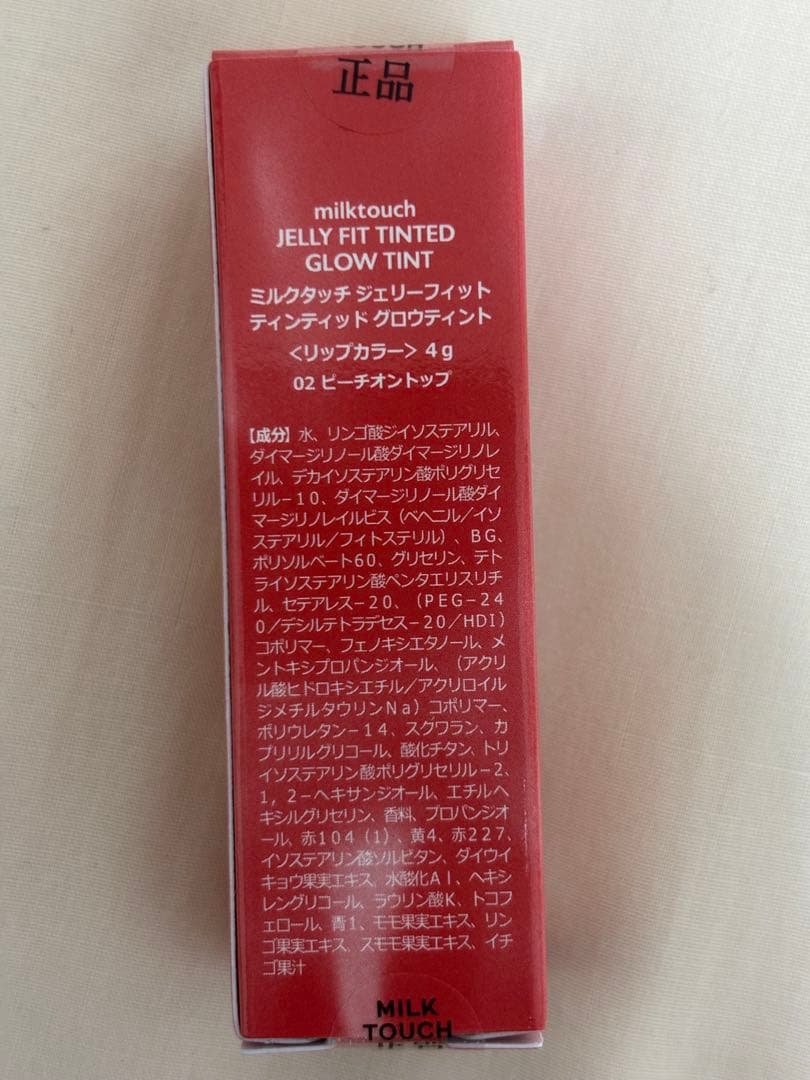 正品
milktouch
JELLY FIT TINTED
GLOW TINT
ミルクタッチ ジェリーフィット
ティンティッド グロウティント
<リップカラー> 4g
02 ピーチオントップ
【成分】水、リンゴ酸ジイソステアリル、
ダイマージリノール酸ダイマージリノレ
イル、デカイソステアリン酸ポリグリセ
リル-10、ダイマージリノール酸ダイ
マージリノレイルビス(ベヘニル/イソ
ステアリル/フィトステリル)、BG、
ポリソルベート60、グリセリン、テト
ライソステアリン酸ペンタエリスリチ
ル、セテアレス-20、(PEG-24
0/デシルテトラデセス-20/HDI)
コポリマー、フェノキシエタノール、メ
ントキシプロパンジオール、(アクリ
ル酸ヒドロキシエチル/アクリロイル
ジメチルタウリンNa)コポリマー、
ポリウレタン-14、スクワラン、カ
プリリルグリコール、酸化チタン、トリ
イソステアリン酸ポリグリセリル-2、
1,2-ヘキサンジオール、エチルヘ
キシルグリセリン、香料、プロパンジオ
ール、赤104(1)、黄4、赤227、
イソステアリン酸ソルビタン、ダイウイ
キョウ果実エキス、水酸化Al、ヘキシ
レングリコール、ラウリン酸K、トコフ
ェロール、青1、モモ果実エキス、リン
ゴ果実エキス、スモモ果実エキス、イチ
ゴ果汁
MILK
TOUCH